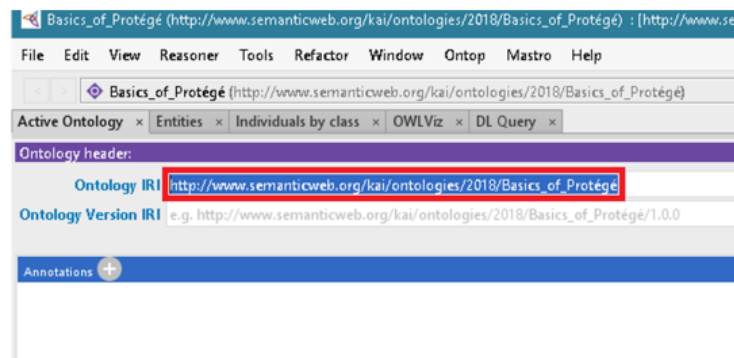 Basics_of_Protégé (http://www.semanticweb.org/kai/ontologies/2018/Basics_of_Protégé) : [http://www.se
File Edit View Reasoner Tools Refactor Window Ontop Mastro Help
< > Basics_of_Protégé (http://www.semanticweb.org/kai/ontologies/2018/Basics_of_Protégé)
Active Ontology × Entities × Individuals by class × OWLViz × DL Query ×
Ontology header:
Ontology IRI http://www.semanticweb.org/kai/ontologies/2018/Basics_of_Protégé
Ontology Version IRI e.g. http://www.semanticweb.org/kai/ontologies/2018/Basics_of_Protégé/1.0.0
Annotations +